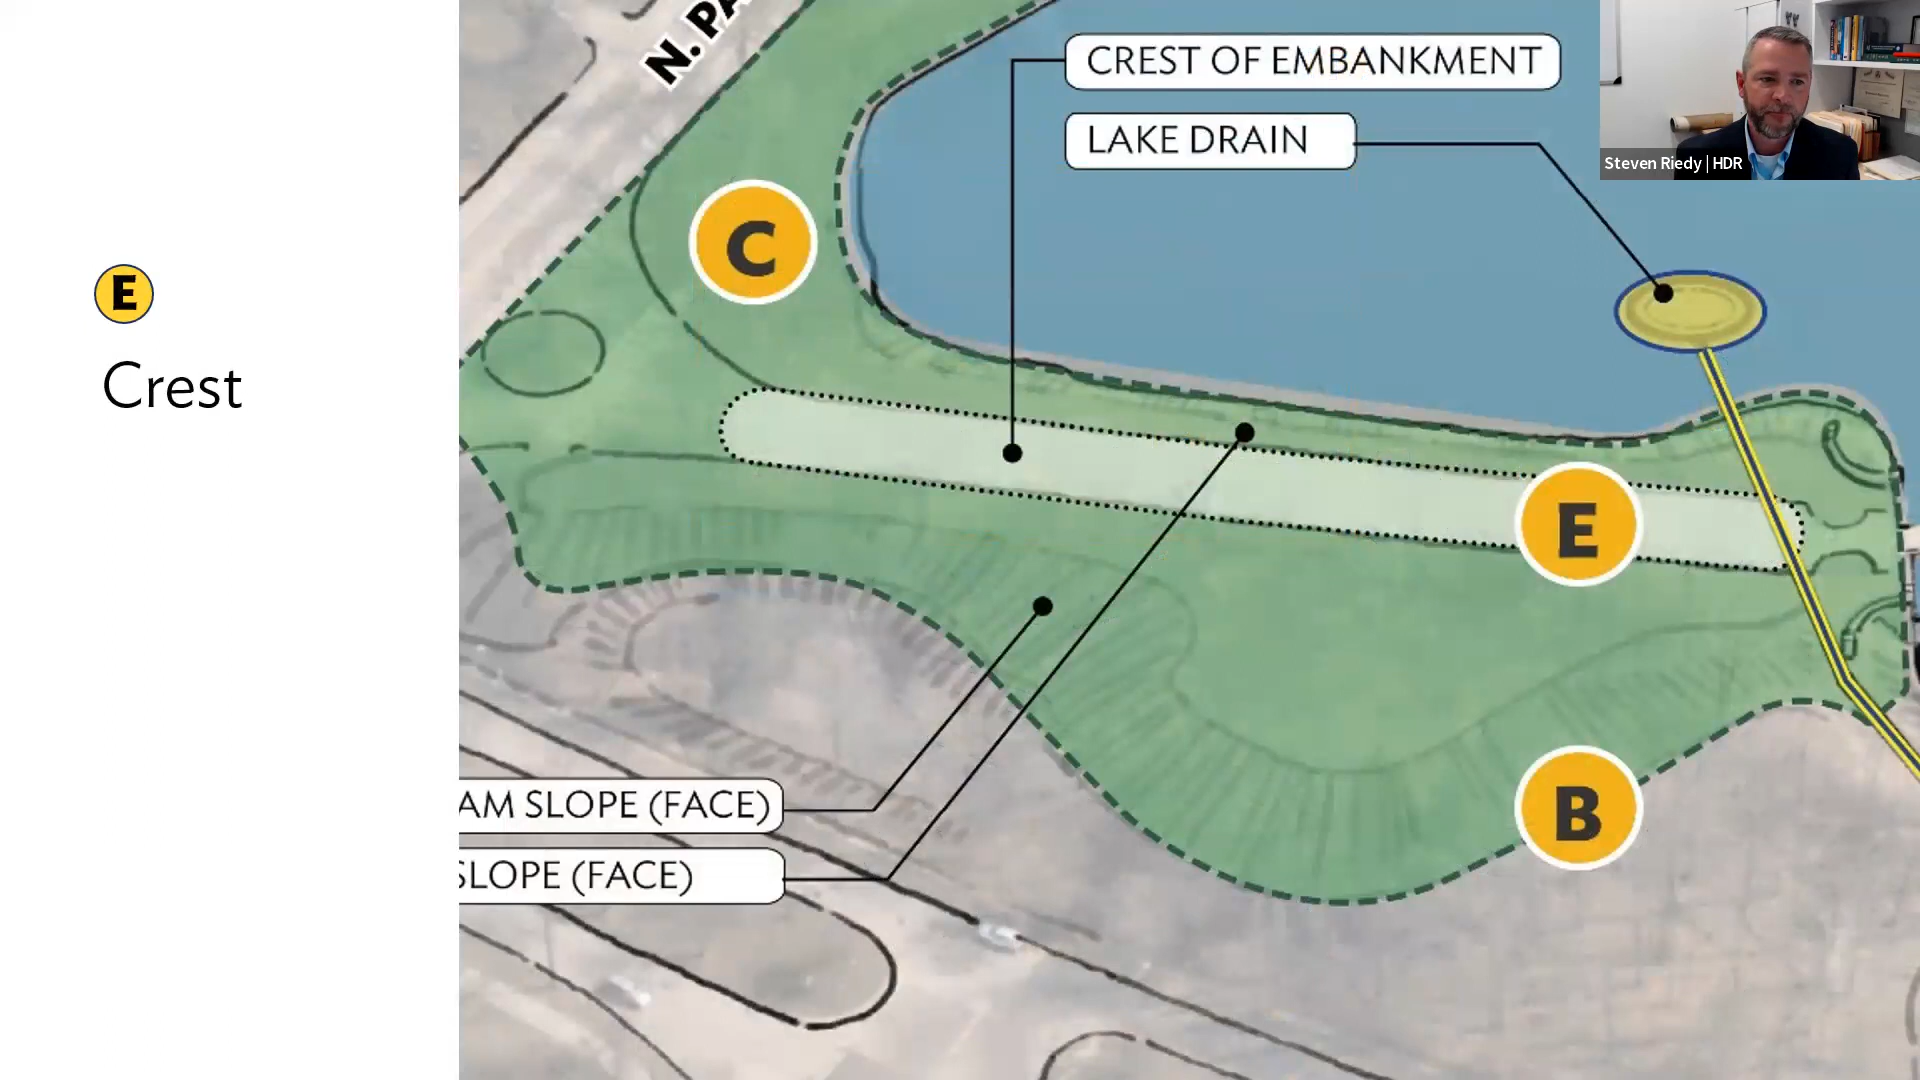 E
Crest
N. PA
CREST OF EMBANKMENT
LAKE DRAIN
Steven Riedy | HDR
C
E
B
AM SLOPE (FACE)
SLOPE (FACE)